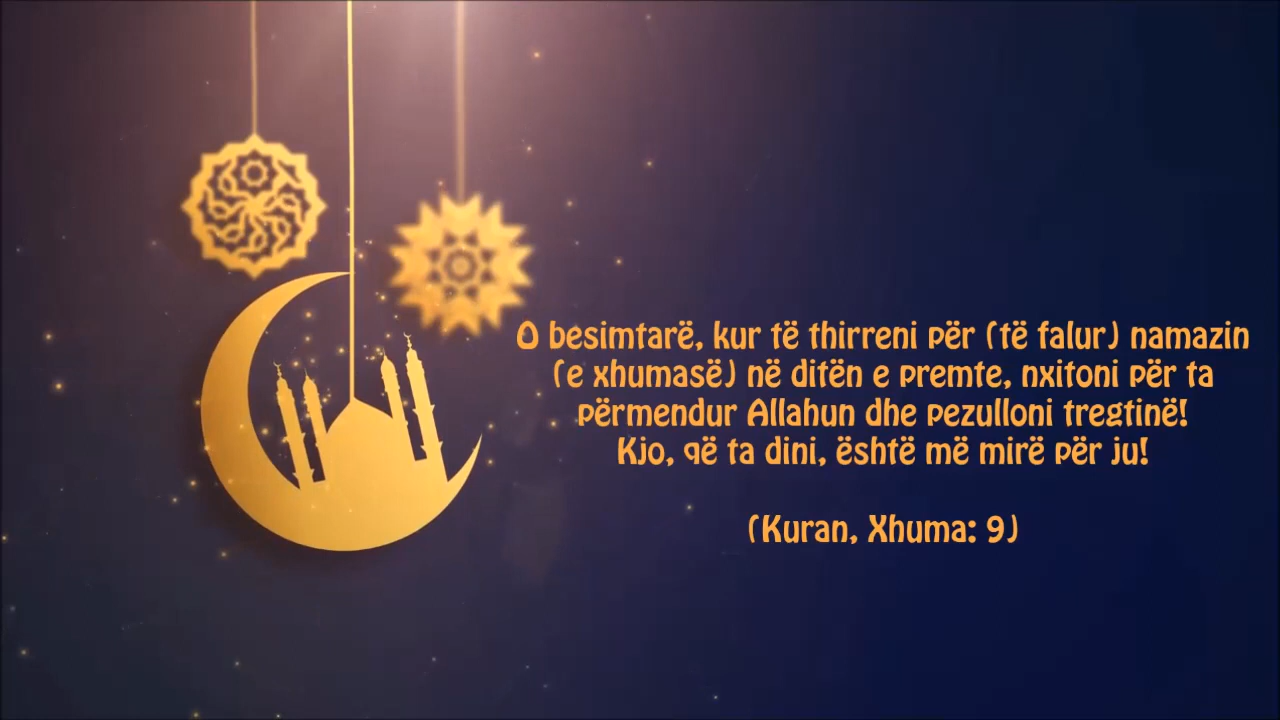 O besimtarë, kur të thirreni për (të falur) namazin
(e xhumasë) në ditën e premte, nxitoni për ta
përmendur Allahun dhe pezulloni tregtinë!
Kjo, që ta dini, është më mirë për ju!
(Kuran, Xhuma: 9)